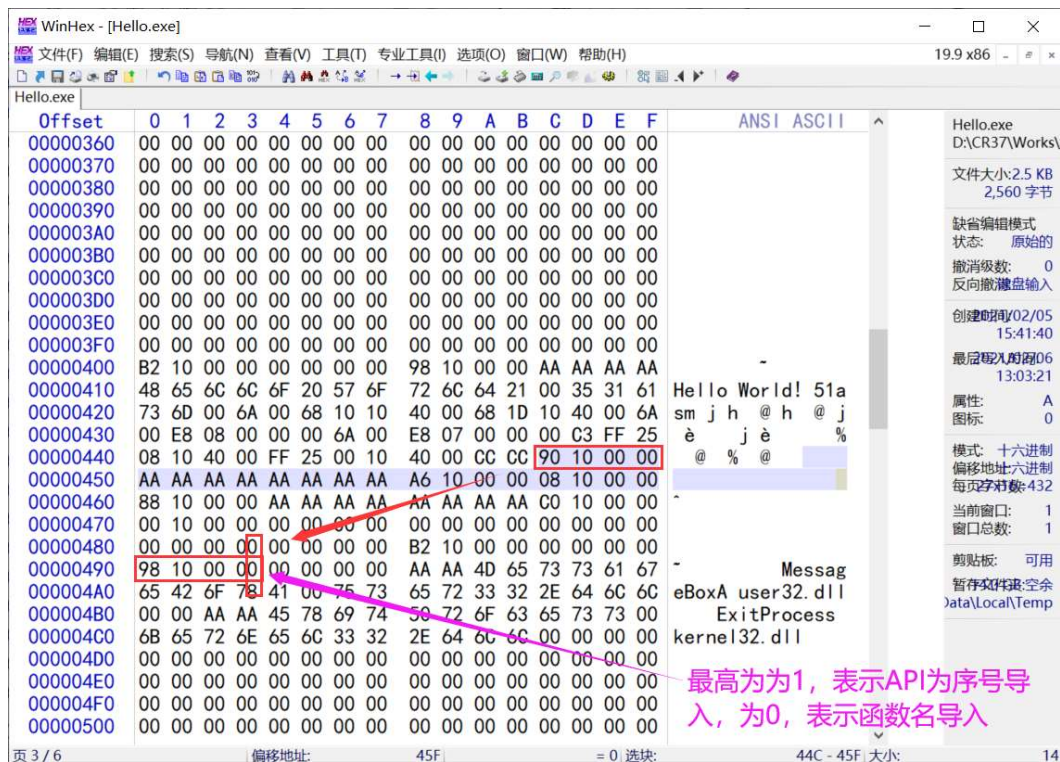 WinHex - [Hello.exe]
文件(F) 编辑(E) 搜索(S) 导航(N) 查看(V) 工具(T) 专业工具(I) 选项(O) 窗口(W) 帮助(H) 19.9 x86
Hello.exe
Offset 0 1 2 3 4 5 6 7 8 9 A B C D E F ANSI ASCII
00000360 00 00 00 00 00 00 00 00 00 00 00 00 00 00 00 00
00000370 00 00 00 00 00 00 00 00 00 00 00 00 00 00 00 00
00000380 00 00 00 00 00 00 00 00 00 00 00 00 00 00 00 00
00000390 00 00 00 00 00 00 00 00 00 00 00 00 00 00 00 00
000003A0 00 00 00 00 00 00 00 00 00 00 00 00 00 00 00 00
000003B0 00 00 00 00 00 00 00 00 00 00 00 00 00 00 00 00
000003C0 00 00 00 00 00 00 00 00 00 00 00 00 00 00 00 00
000003D0 00 00 00 00 00 00 00 00 00 00 00 00 00 00 00 00
000003E0 00 00 00 00 00 00 00 00 00 00 00 00 00 00 00 00
000003F0 00 00 00 00 00 00 00 00 00 00 00 00 00 00 00 00
00000400 B2 10 00 00 00 00 00 00 98 10 00 00 AA AA AA AA ~
00000410 48 65 6C 6C 6F 20 57 6F 72 6C 64 21 00 35 31 61 Hello World! 51a
00000420 73 6D 00 6A 00 68 10 10 40 00 68 1D 10 40 00 6A sm j h @ h @ j
00000430 00 E8 08 00 00 00 6A 00 E8 07 00 00 00 C3 FF 25 è j è %
00000440 08 10 40 00 FF 25 00 10 40 00 CC CC 90 10 00 00 @ % @
00000450 AA AA AA AA AA AA AA AA A6 10 00 00 08 10 00 00
00000460 88 10 00 00 AA AA AA AA AA AA AA AA C0 10 00 00 ˆ
00000470 00 10 00 00 00 00 00 00 00 00 00 00 00 00 00 00
00000480 00 00 00 00 00 00 00 00 B2 10 00 00 00 00 00 00
00000490 98 10 00 00 00 00 00 00 AA AA 4D 65 73 73 61 67 ~ Messag
000004A0 65 42 6F 78 41 00 75 73 65 72 33 32 2E 64 6C 6C eBoxA user32.dll
000004B0 00 00 AA AA 45 78 69 74 50 72 6F 63 65 73 73 00 ExitProcess
000004C0 6B 65 72 6E 65 6C 33 32 2E 64 6C 6C 00 00 00 00 kernel32.dll
000004D0 00 00 00 00 00 00 00 00 00 00 00 00 00 00 00 00
000004E0 00 00 00 00 00 00 00 00 00 00 00 00 00 00 00 00
000004F0 00 00 00 00 00 00 00 00 00 00 00 00 00 00 00 00
00000500 00 00 00 00 00 00 00 00 00 00 00 00 00 00 00 00
最高为为1，表示API为序号导
入，为0，表示函数名导入
Hello.exe
D:\CR37\Works\
文件大小:2.5 KB
2,560 字节
缺省编辑模式
状态: 原始的
撤消级数: 0
反向撤消:键盘输入
15:41:40
13:03:21
属性: A
图标: 0
模式: 十六进制
偏移地址:十六进制
当前窗口: 1
窗口总数: 1
剪贴板: 可用
Data\Local\Temp
页 3 / 6 偏移地址: 45F = 0 选块: 44C - 45F 大小: 14